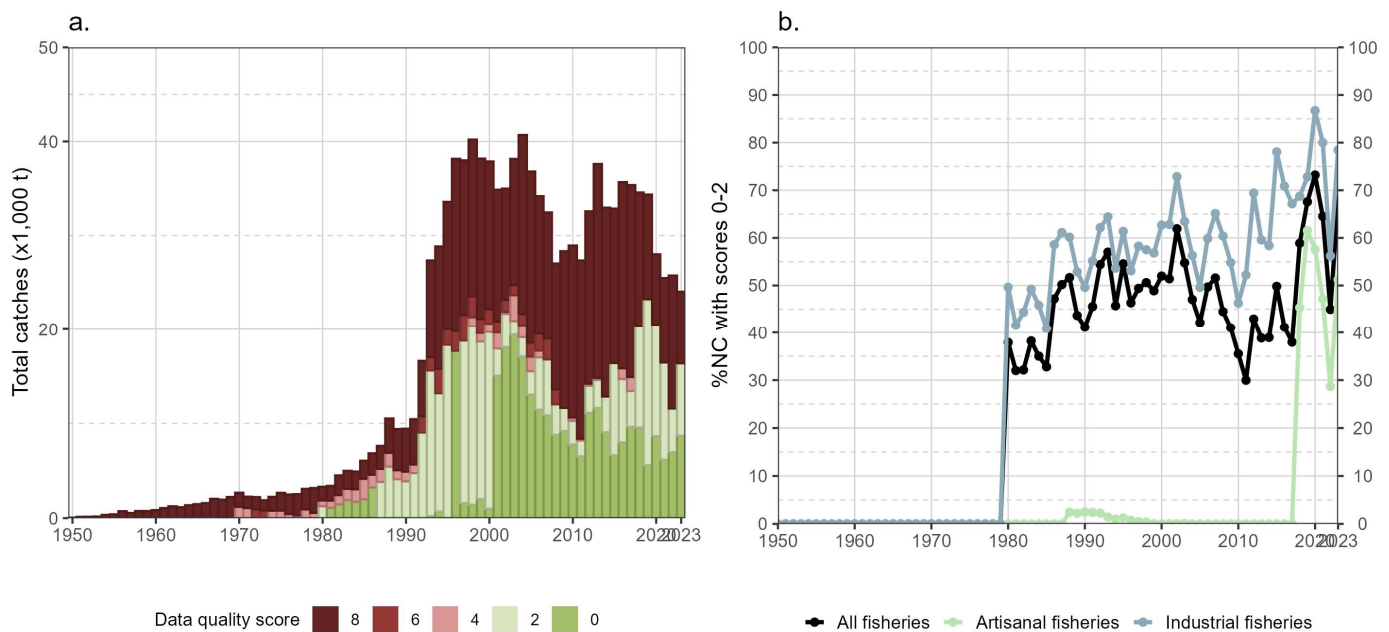 a.
Total catches (x1,000 t)
50
40
20
0
1950 1960 1970 1980 1990 2000 2010 2020 2023
Data quality score 8 6 4 2 0
b.
%NC with scores 0-2
100 100
90 90
80 80
70 70
60 60
50 50
40 40
30 30
20 20
10 10
0 0
1950 1960 1970 1980 1990 2000 2010 2020 2023
All fisheries Artisanal fisheries Industrial fisheries